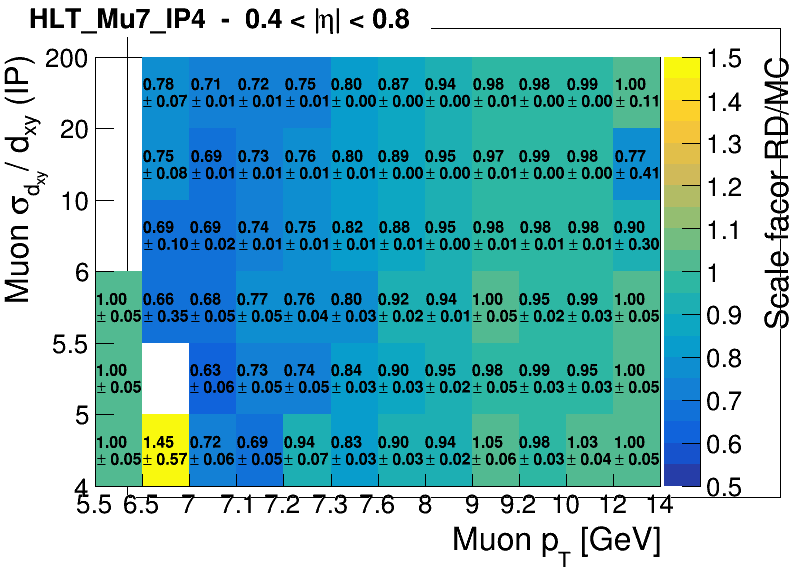 HLT_Mu7_IP4 - 0.4 < |η| < 0.8
Muon σdxy / dxy (IP)
200
20
10
6
5.5
5
4
0.78 0.71 0.72 0.75 0.80 0.87 0.94 0.98 0.98 0.99 1.00
± 0.07 ± 0.01 ± 0.01 ± 0.01 ± 0.00 ± 0.00 ± 0.00 ± 0.00 ± 0.00 ± 0.00 ± 0.11
0.75 0.69 0.73 0.76 0.80 0.89 0.95 0.97 0.99 0.98 0.77
± 0.08 ± 0.01 ± 0.01 ± 0.01 ± 0.01 ± 0.00 ± 0.00 ± 0.00 ± 0.00 ± 0.00 ± 0.41
0.69 0.69 0.74 0.75 0.82 0.88 0.95 0.98 0.98 0.98 0.90
± 0.10 ± 0.02 ± 0.01 ± 0.01 ± 0.01 ± 0.01 ± 0.00 ± 0.01 ± 0.01 ± 0.01 ± 0.30
1.00 0.66 0.68 0.77 0.76 0.80 0.92 0.94 1.00 0.95 0.99 1.00
± 0.05 ± 0.35 ± 0.05 ± 0.05 ± 0.04 ± 0.03 ± 0.02 ± 0.01 ± 0.05 ± 0.02 ± 0.03 ± 0.05
1.00 0.63 0.73 0.74 0.84 0.90 0.95 0.98 0.99 0.95 1.00
± 0.05 ± 0.06 ± 0.05 ± 0.05 ± 0.03 ± 0.03 ± 0.02 ± 0.05 ± 0.03 ± 0.03 ± 0.05
1.00 1.45 0.72 0.69 0.94 0.83 0.90 0.94 1.05 0.98 1.03 1.00
± 0.05 ± 0.57 ± 0.06 ± 0.05 ± 0.07 ± 0.03 ± 0.03 ± 0.02 ± 0.06 ± 0.03 ± 0.04 ± 0.05
5.5 6.5 7 7.1 7.2 7.3 7.6 8 9 9.2 10 12 14
Muon pT [GeV]
1.5
1.4
1.3
1.2
1.1
1
0.9
0.8
0.7
0.6
0.5
Scale facor RD/MC